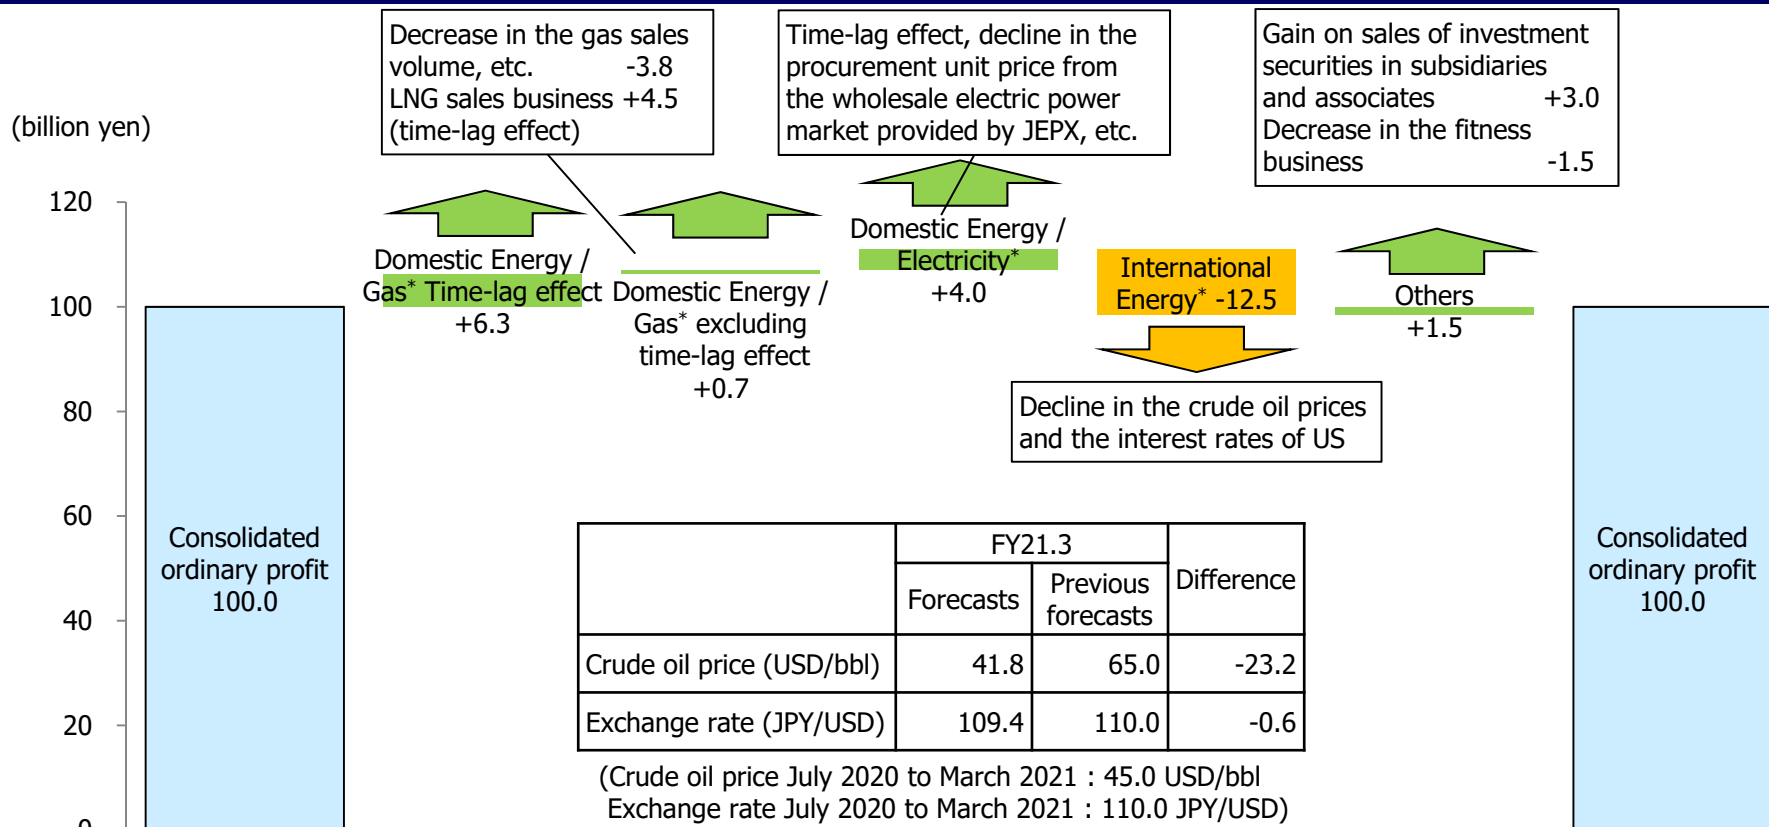 Decrease in the gas sales
volume, etc. -3.8
LNG sales business +4.5
(time-lag effect)
Time-lag effect, decline in the
procurement unit price from
the wholesale electric power
market provided by JEPX, etc.
Gain on sales of investment
securities in subsidiaries
and associates +3.0
Decrease in the fitness
business -1.5
(billion yen)
120
100
80
60
40
20
0
Domestic Energy /
Gas* Time-lag effect
+6.3
Domestic Energy /
Gas* excluding
time-lag effect
+0.7
Domestic Energy /
Electricity*
+4.0
International
Energy* -12.5
Others
+1.5
Decline in the crude oil prices
and the interest rates of US
Consolidated
ordinary profit
100.0
FY21.3
Forecasts
Previous
forecasts
Difference
Crude oil price (USD/bbl) 41.8 65.0 -23.2
Exchange rate (JPY/USD) 109.4 110.0 -0.6
(Crude oil price July 2020 to March 2021 : 45.0 USD/bbl
Exchange rate July 2020 to March 2021 : 110.0 JPY/USD)
Consolidated
ordinary profit
100.0